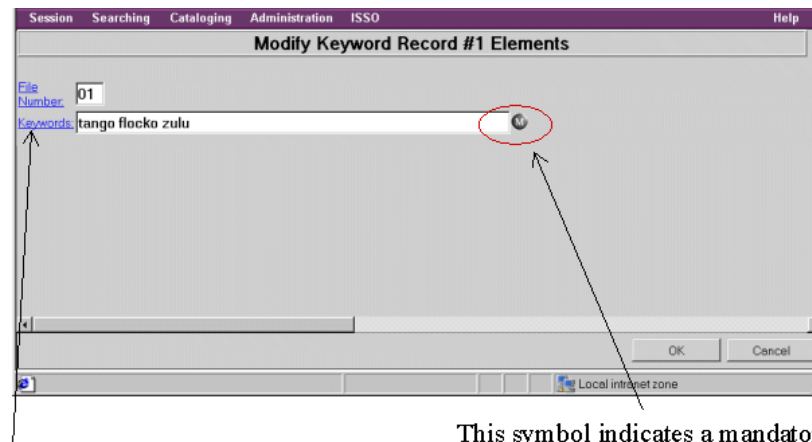 Session Searching Cataloging Administration ISSO Help
Modify Keyword Record #1 Elements
File
Number: 01
Keywords: tango flocko zulu M
OK Cancel
Local intranet zone
This symbol indicates a mandato